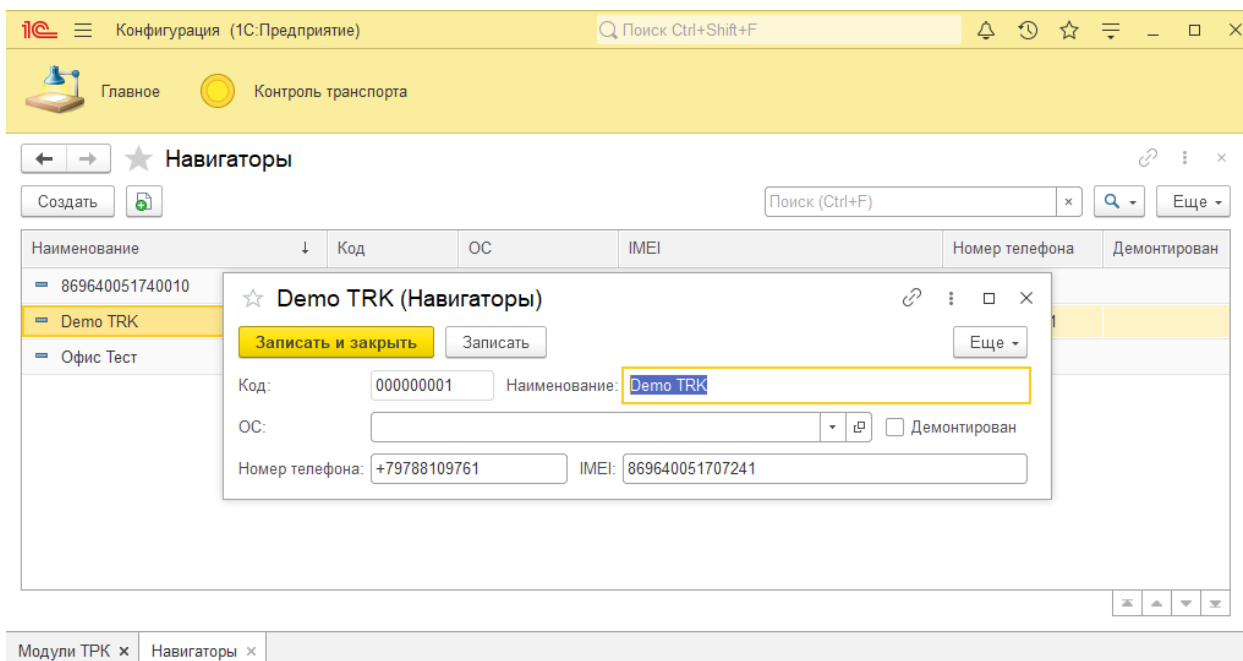 1С Конфигурация (1С:Предприятие) Поиск Ctrl+Shift+F
Главное Контроль транспорта
Навигаторы
Создать Поиск (Ctrl+F) × Еще
Наименование ↓ Код ОС IMEI Номер телефона Демонтирован
869640051740010
Demo TRK 1
Офис Тест
Demo TRK (Навигаторы)
Записать и закрыть Записать Еще
Код: 000000001 Наименование: Demo TRK
ОС: Демонтирован
Номер телефона: +79788109761 IMEI: 869640051707241
Модули ТРК × Навигаторы ×